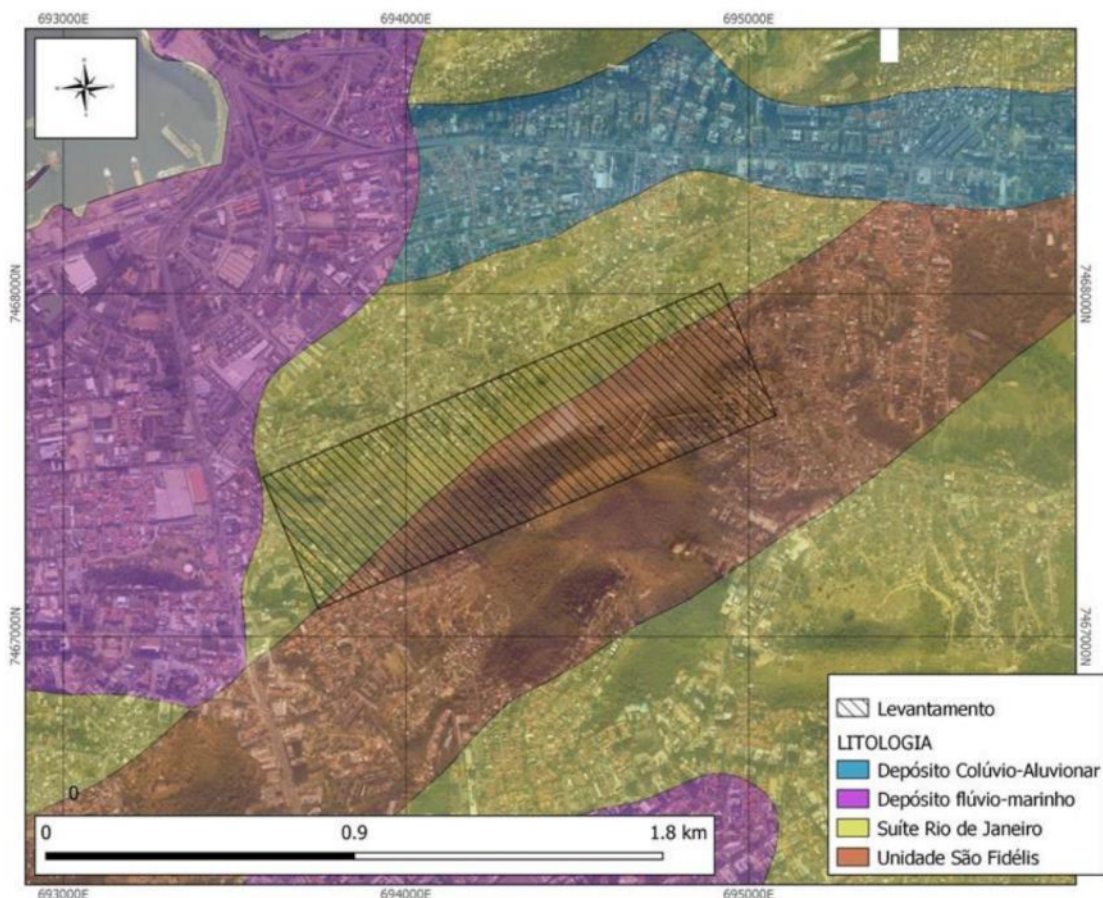 693000E 694000E 695000E
7468000N 7468000N
7467000N 7467000N
Levantamento
LITOLOGIA
Depósito Colúvio-Aluvionar
Depósito flúvio-marinho
Suíte Rio de Janeiro
Unidade São Fidélis
0
0 0.9 1.8 km
693000E 694000E 695000E